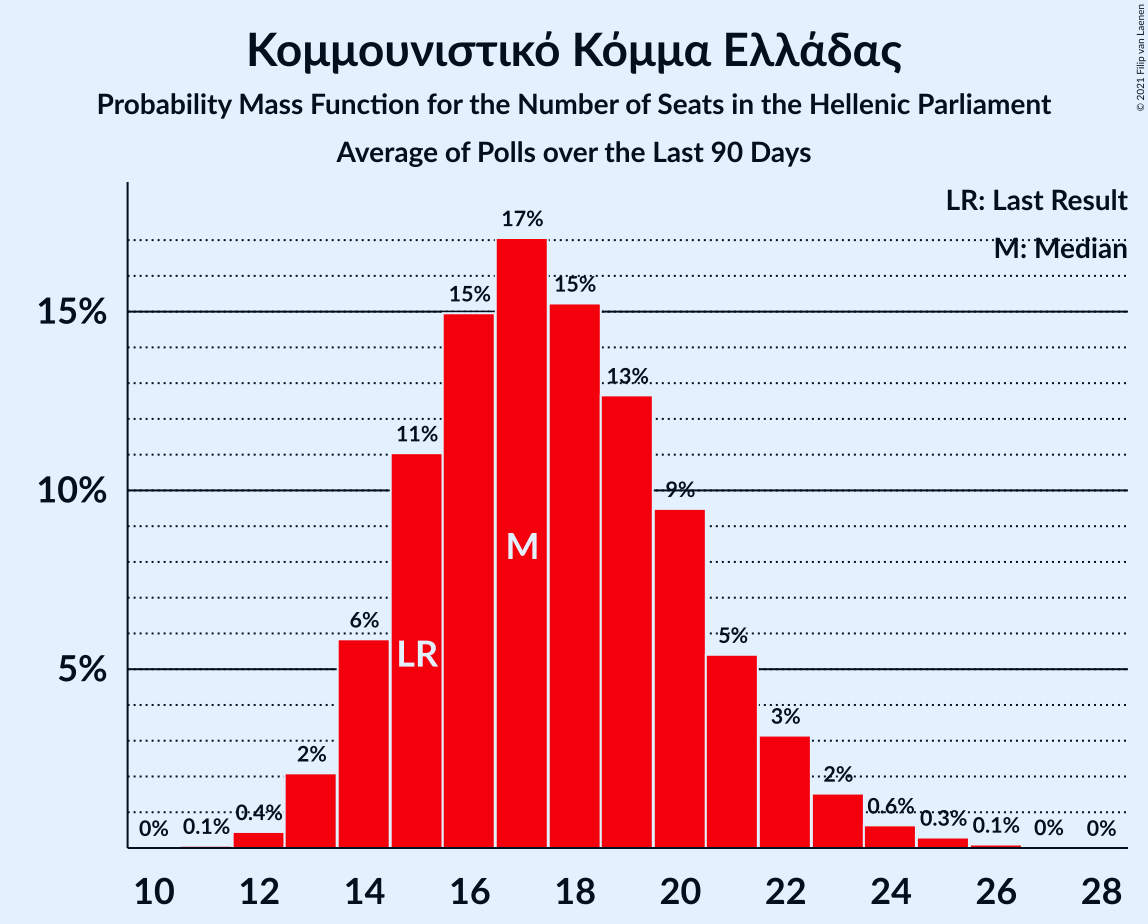 Κομμουνιστικό Κόμμα Ελλάδας
Probability Mass Function for the Number of Seats in the Hellenic Parliament
Average of Polls over the Last 90 Days
© 2021 Filip van Laenen
LR: Last Result
M: Median
15%
10%
5%
0%
0.1%
0.4%
2%
6%
11%
15%
17%
15%
13%
9%
5%
3%
2%
0.6%
0.3%
0.1%
0%
0%
LR
M
10 12 14 16 18 20 22 24 26 28